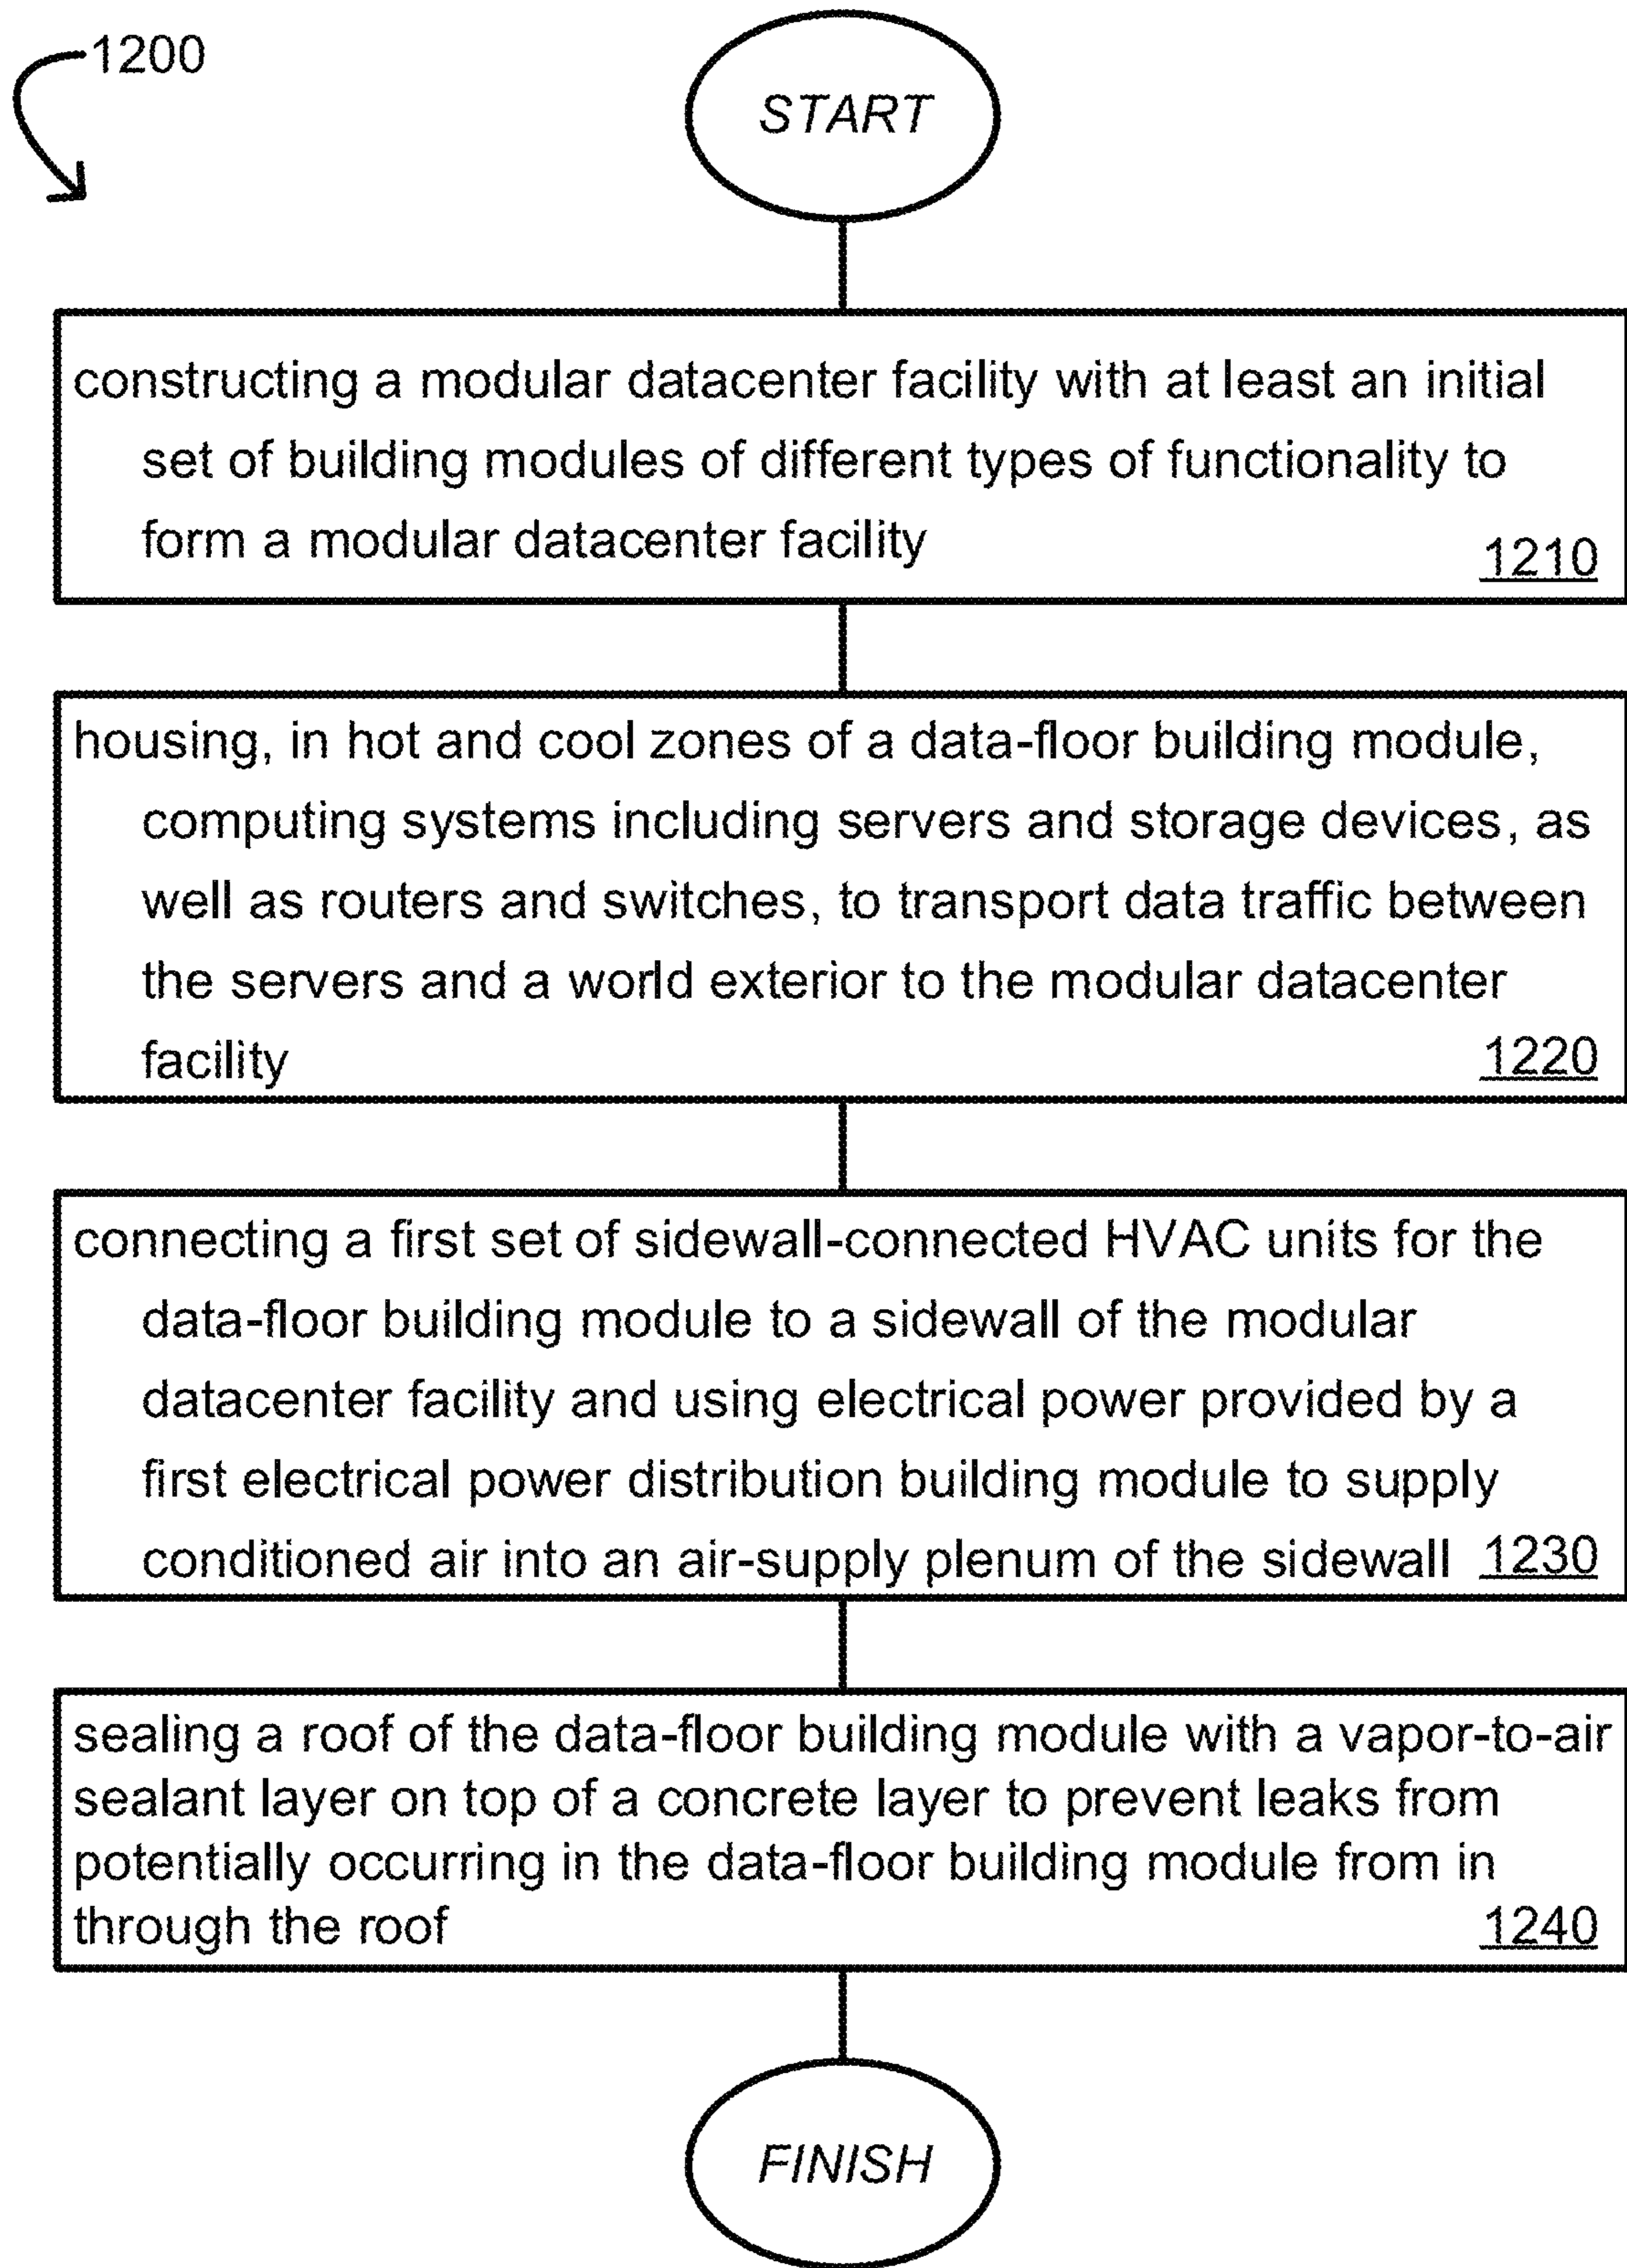 1200
START
constructing a modular datacenter facility with at least an initial
set of building modules of different types of functionality to
form a modular datacenter facility
1210
housing, in hot and cool zones of a data-floor building module,
computing systems including servers and storage devices, as
well as routers and switches, to transport data traffic between
the servers and a world exterior to the modular datacenter
facility
1220
connecting a first set of sidewall-connected HVAC units for the
data-floor building module to a sidewall of the modular
datacenter facility and using electrical power provided by a
first electrical power distribution building module to supply
conditioned air into an air-supply plenum of the sidewall 1230
sealing a roof of the data-floor building module with a vapor-to-air
sealant layer on top of a concrete layer to prevent leaks from
potentially occurring in the data-floor building module from in
through the roof
1240
FINISH